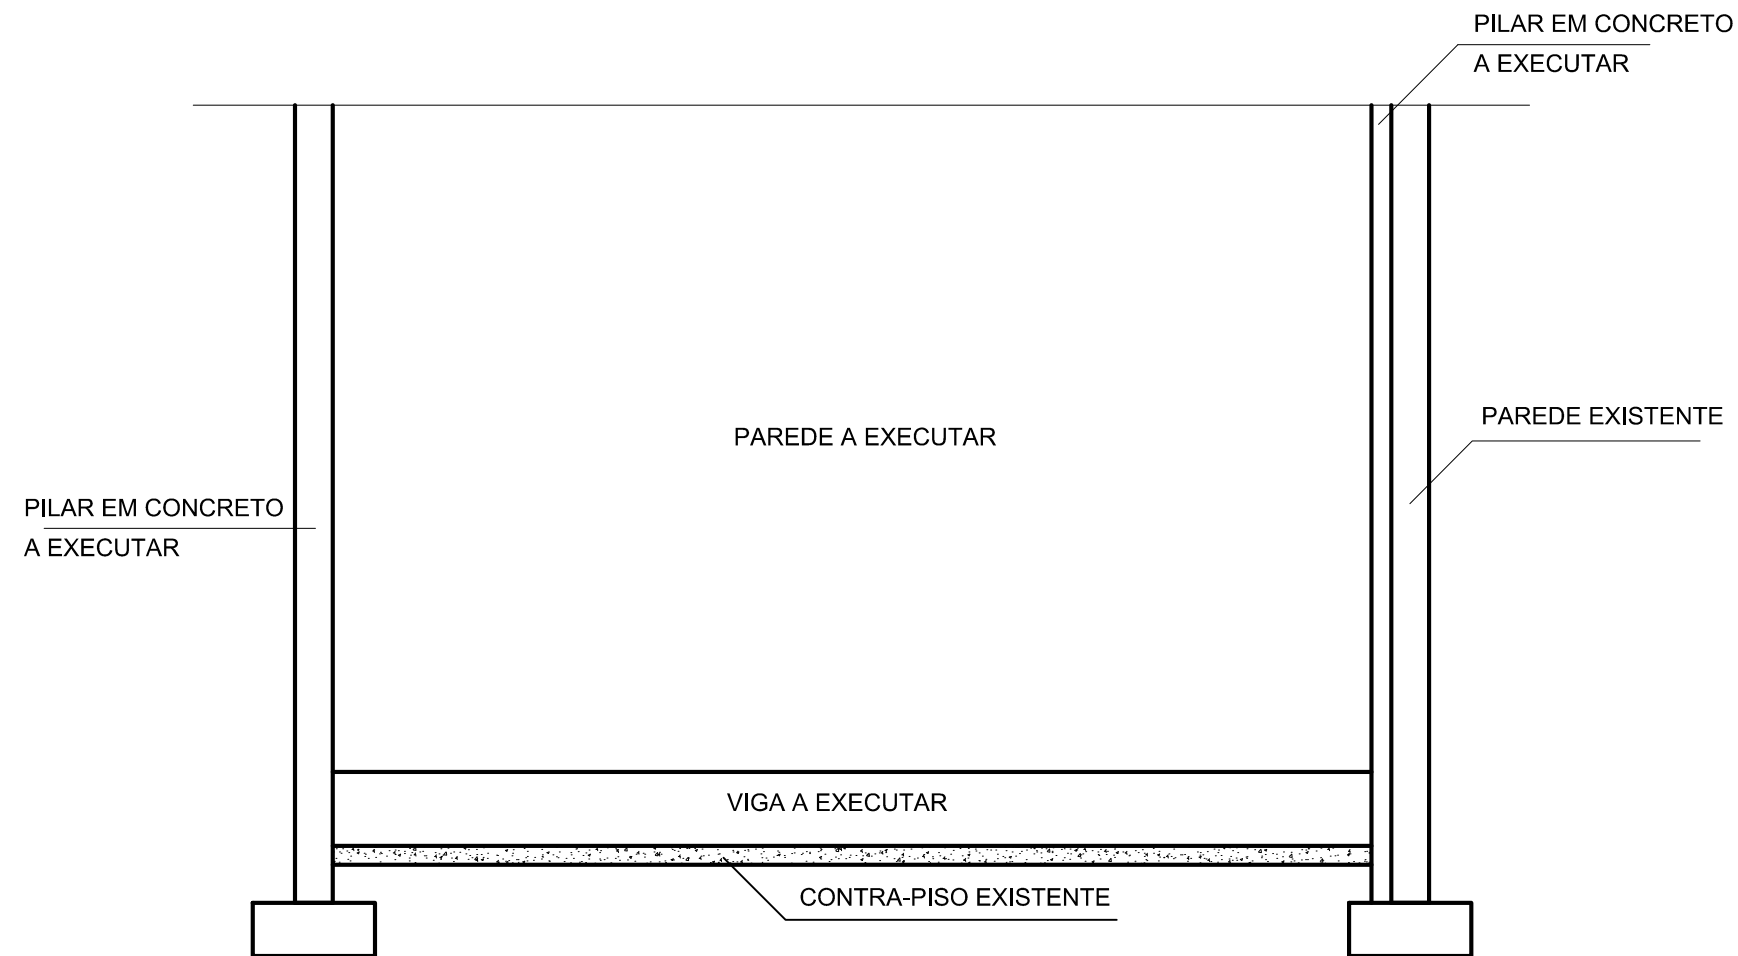 PILAR EM CONCRETO
A EXECUTAR
PAREDE EXISTENTE
PAREDE A EXECUTAR
PILAR EM CONCRETO
A EXECUTAR
VIGA A EXECUTAR
CONTRA-PISO EXISTENTE